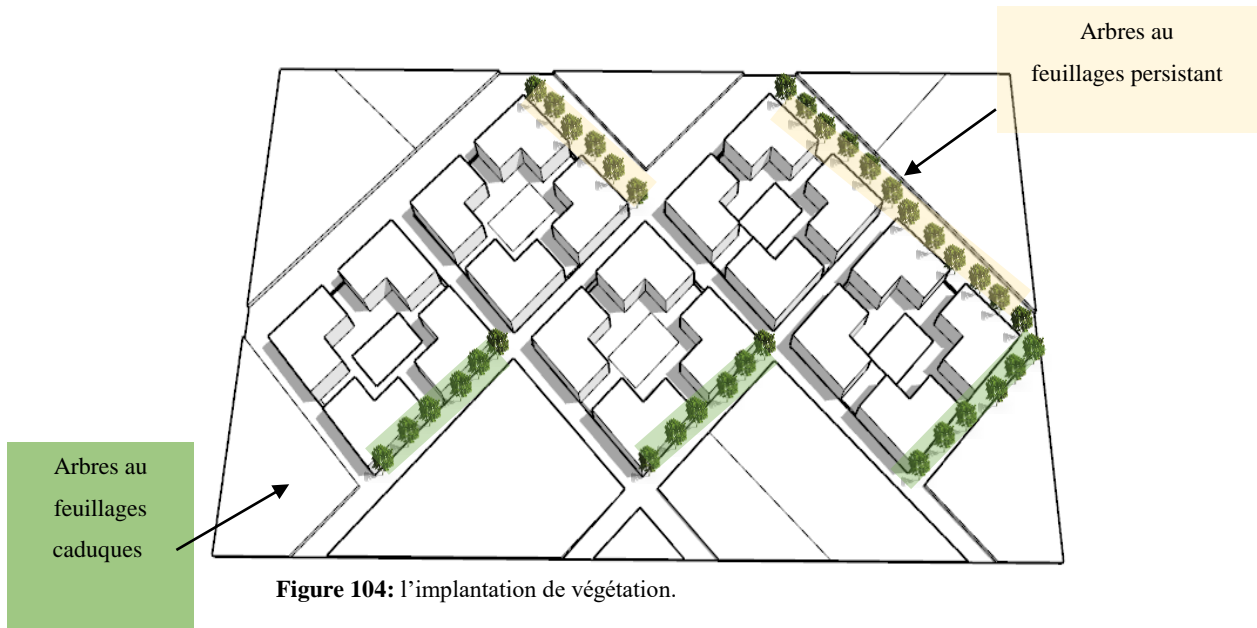 Arbres au
feuillages persistant
Arbres au
feuillages
caduques
Figure 104: l’implantation de végétation.